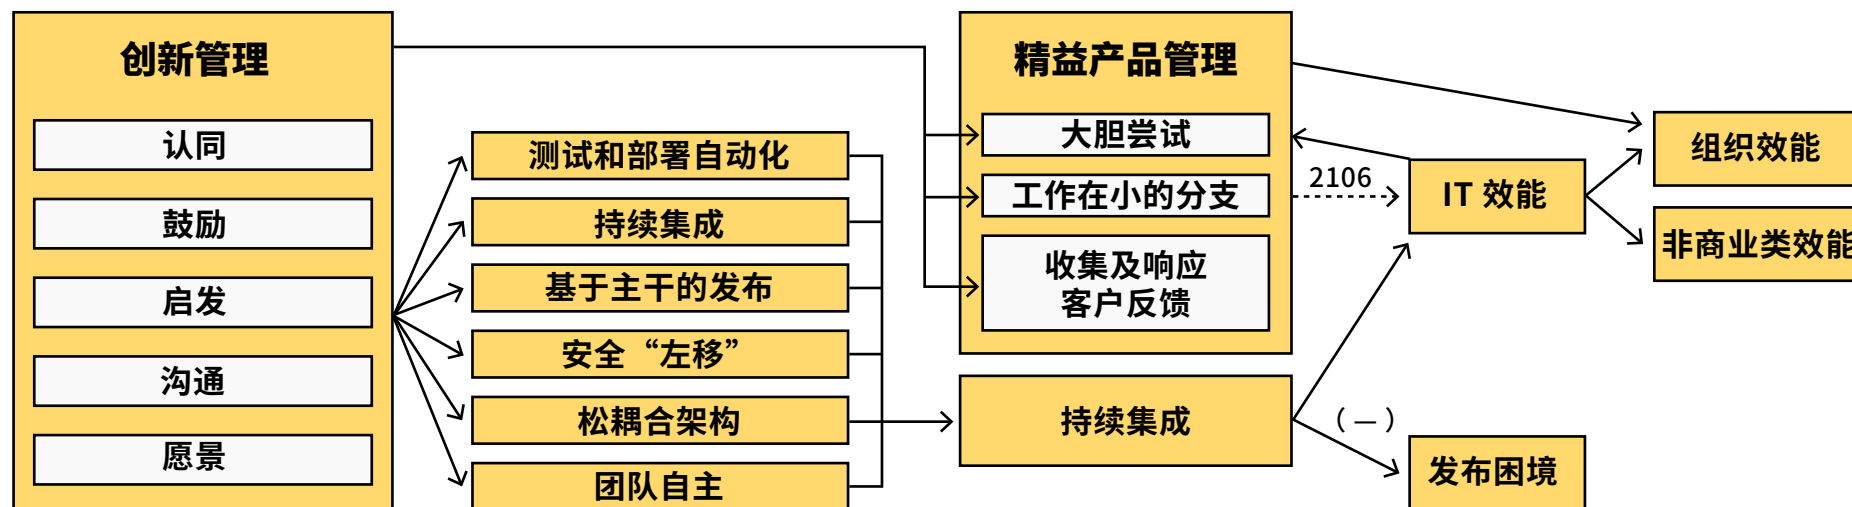 创新管理
认同
鼓励
启发
沟通
愿景
测试和部署自动化
持续集成
基于主干的发布
安全“左移”
松耦合架构
团队自主
精益产品管理
大胆尝试
工作在小的分支
收集及响应
客户反馈
持续集成
2106
(—)
IT 效能
发布困境
组织效能
非商业类效能